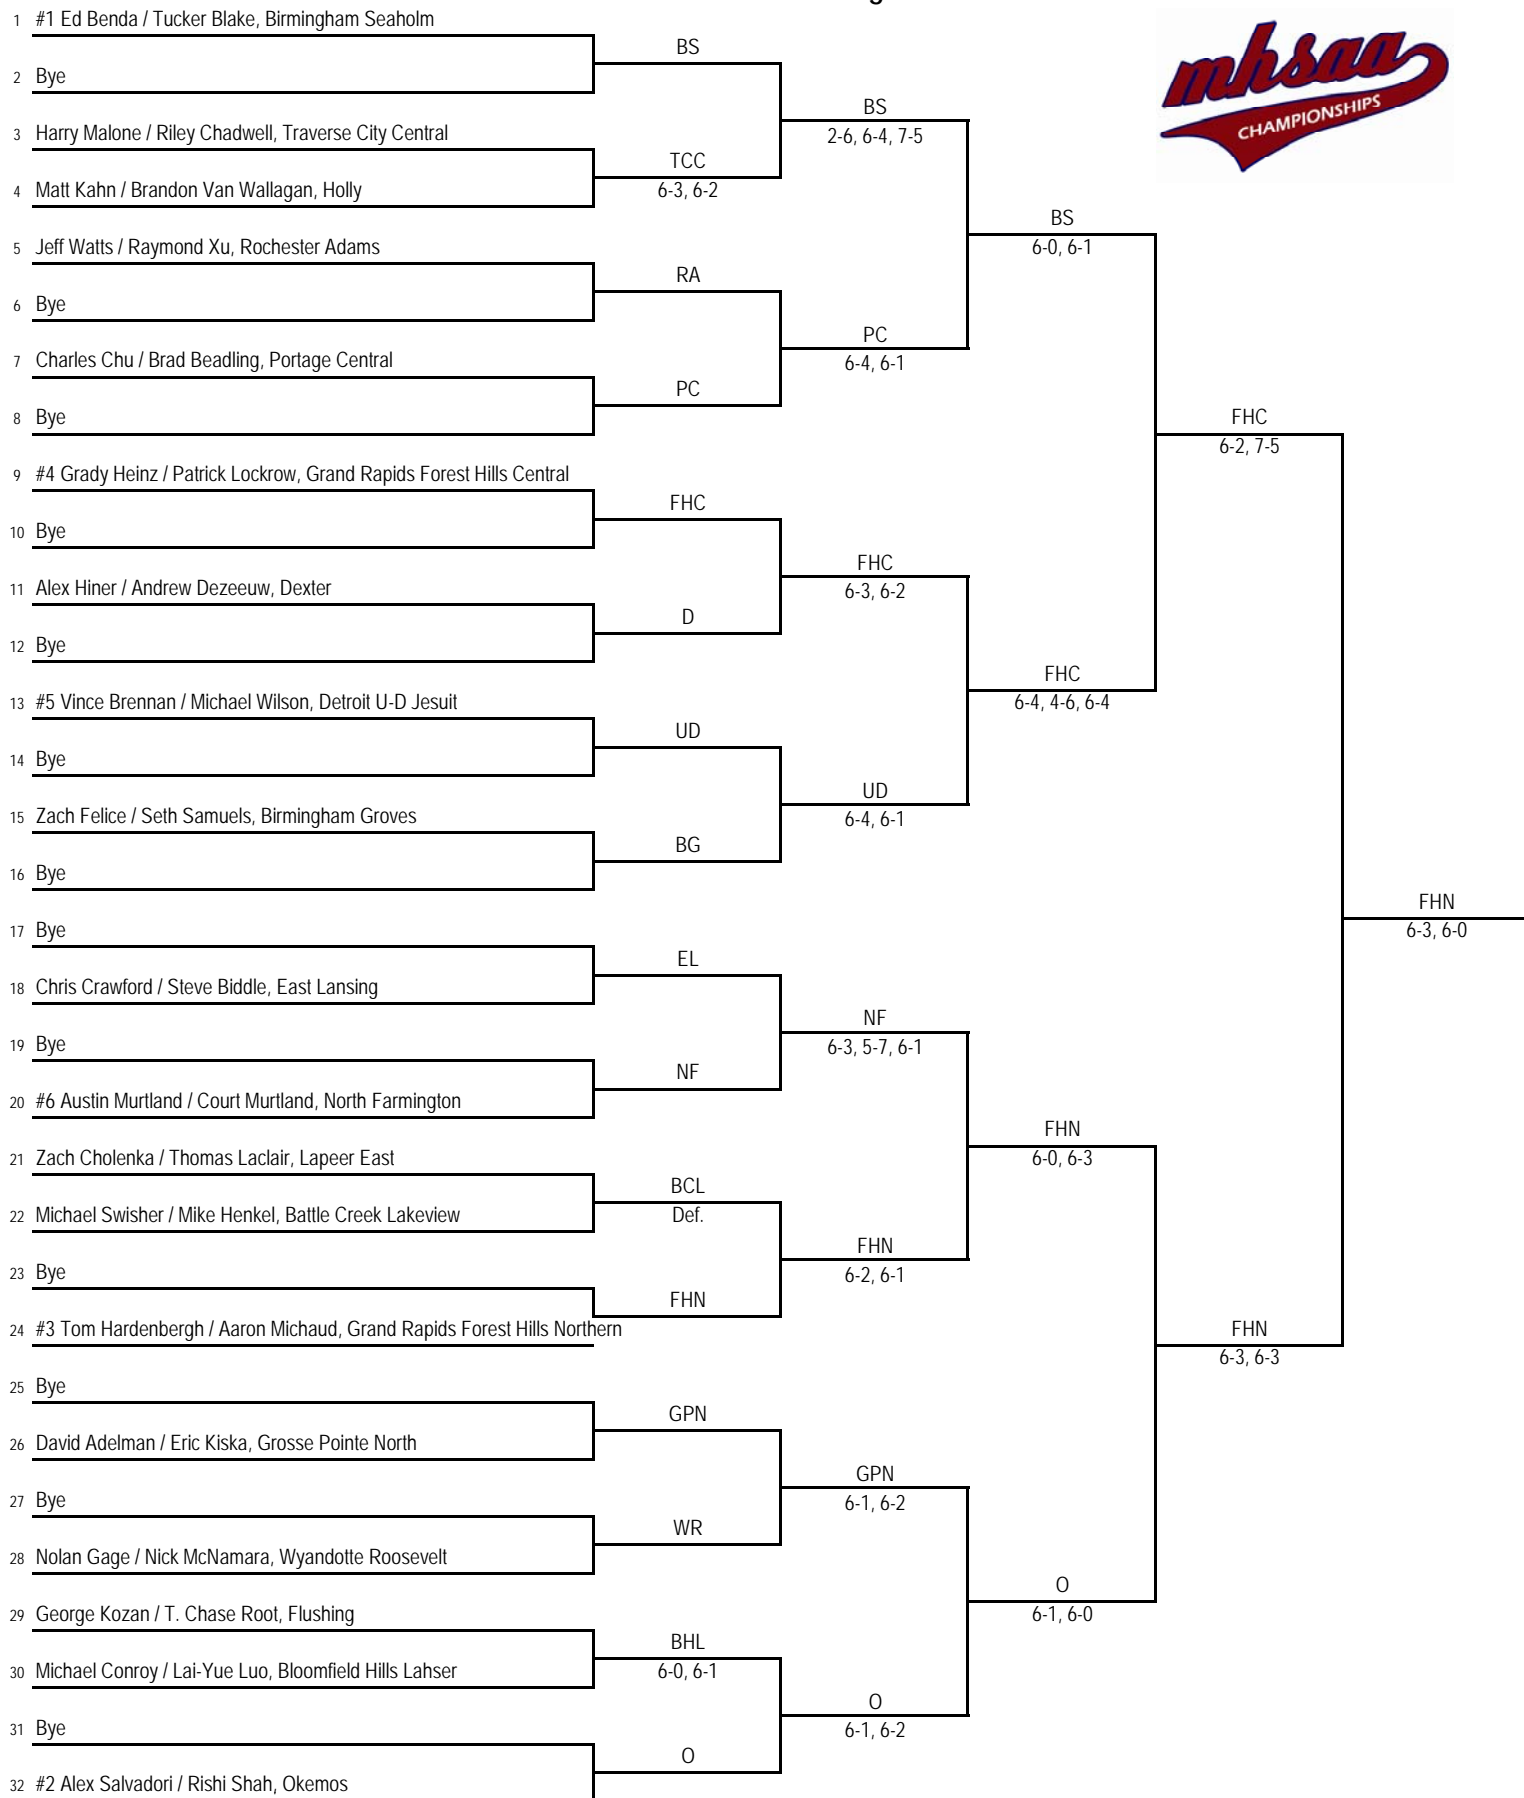 1 #1 Ed Benda / Tucker Blake, Birmingham Seaholm
BS
2 Bye
BS
2-6, 6-4, 7-5
3 Harry Malone / Riley Chadwell, Traverse City Central
TCC
6-3, 6-2
4 Matt Kahn / Brandon Van Wallagan, Holly
BS
6-0, 6-1
5 Jeff Watts / Raymond Xu, Rochester Adams
RA
6 Bye
PC
6-4, 6-1
7 Charles Chu / Brad Beadling, Portage Central
PC
8 Bye
FHC
6-2, 7-5
9 #4 Grady Heinz / Patrick Lockrow, Grand Rapids Forest Hills Central
FHC
10 Bye
FHC
6-3, 6-2
11 Alex Hiner / Andrew Dezeeuw, Dexter
D
12 Bye
FHC
6-4, 4-6, 6-4
13 #5 Vince Brennan / Michael Wilson, Detroit U-D Jesuit
UD
14 Bye
UD
6-4, 6-1
15 Zach Felice / Seth Samuels, Birmingham Groves
BG
16 Bye
FHN
6-3, 6-0
17 Bye
EL
18 Chris Crawford / Steve Biddle, East Lansing
NF
6-3, 5-7, 6-1
19 Bye
NF
20 #6 Austin Murtland / Court Murtland, North Farmington
FHN
6-0, 6-3
21 Zach Cholenka / Thomas Laclair, Lapeer East
BCL
Def.
22 Michael Swisher / Mike Henkel, Battle Creek Lakeview
FHN
6-2, 6-1
23 Bye
FHN
24 #3 Tom Hardenbergh / Aaron Michaud, Grand Rapids Forest Hills Northern
FHN
6-3, 6-3
25 Bye
GPN
26 David Adelman / Eric Kiska, Grosse Pointe North
GPN
6-1, 6-2
27 Bye
WR
28 Nolan Gage / Nick McNamara, Wyandotte Roosevelt
O
6-1, 6-0
29 George Kozan / T. Chase Root, Flushing
BHL
6-0, 6-1
30 Michael Conroy / Lai-Yue Luo, Bloomfield Hills Lahser
O
6-1, 6-2
31 Bye
O
32 #2 Alex Salvadori / Rishi Shah, Okemos
mhsaa
CHAMPIONSHIPS